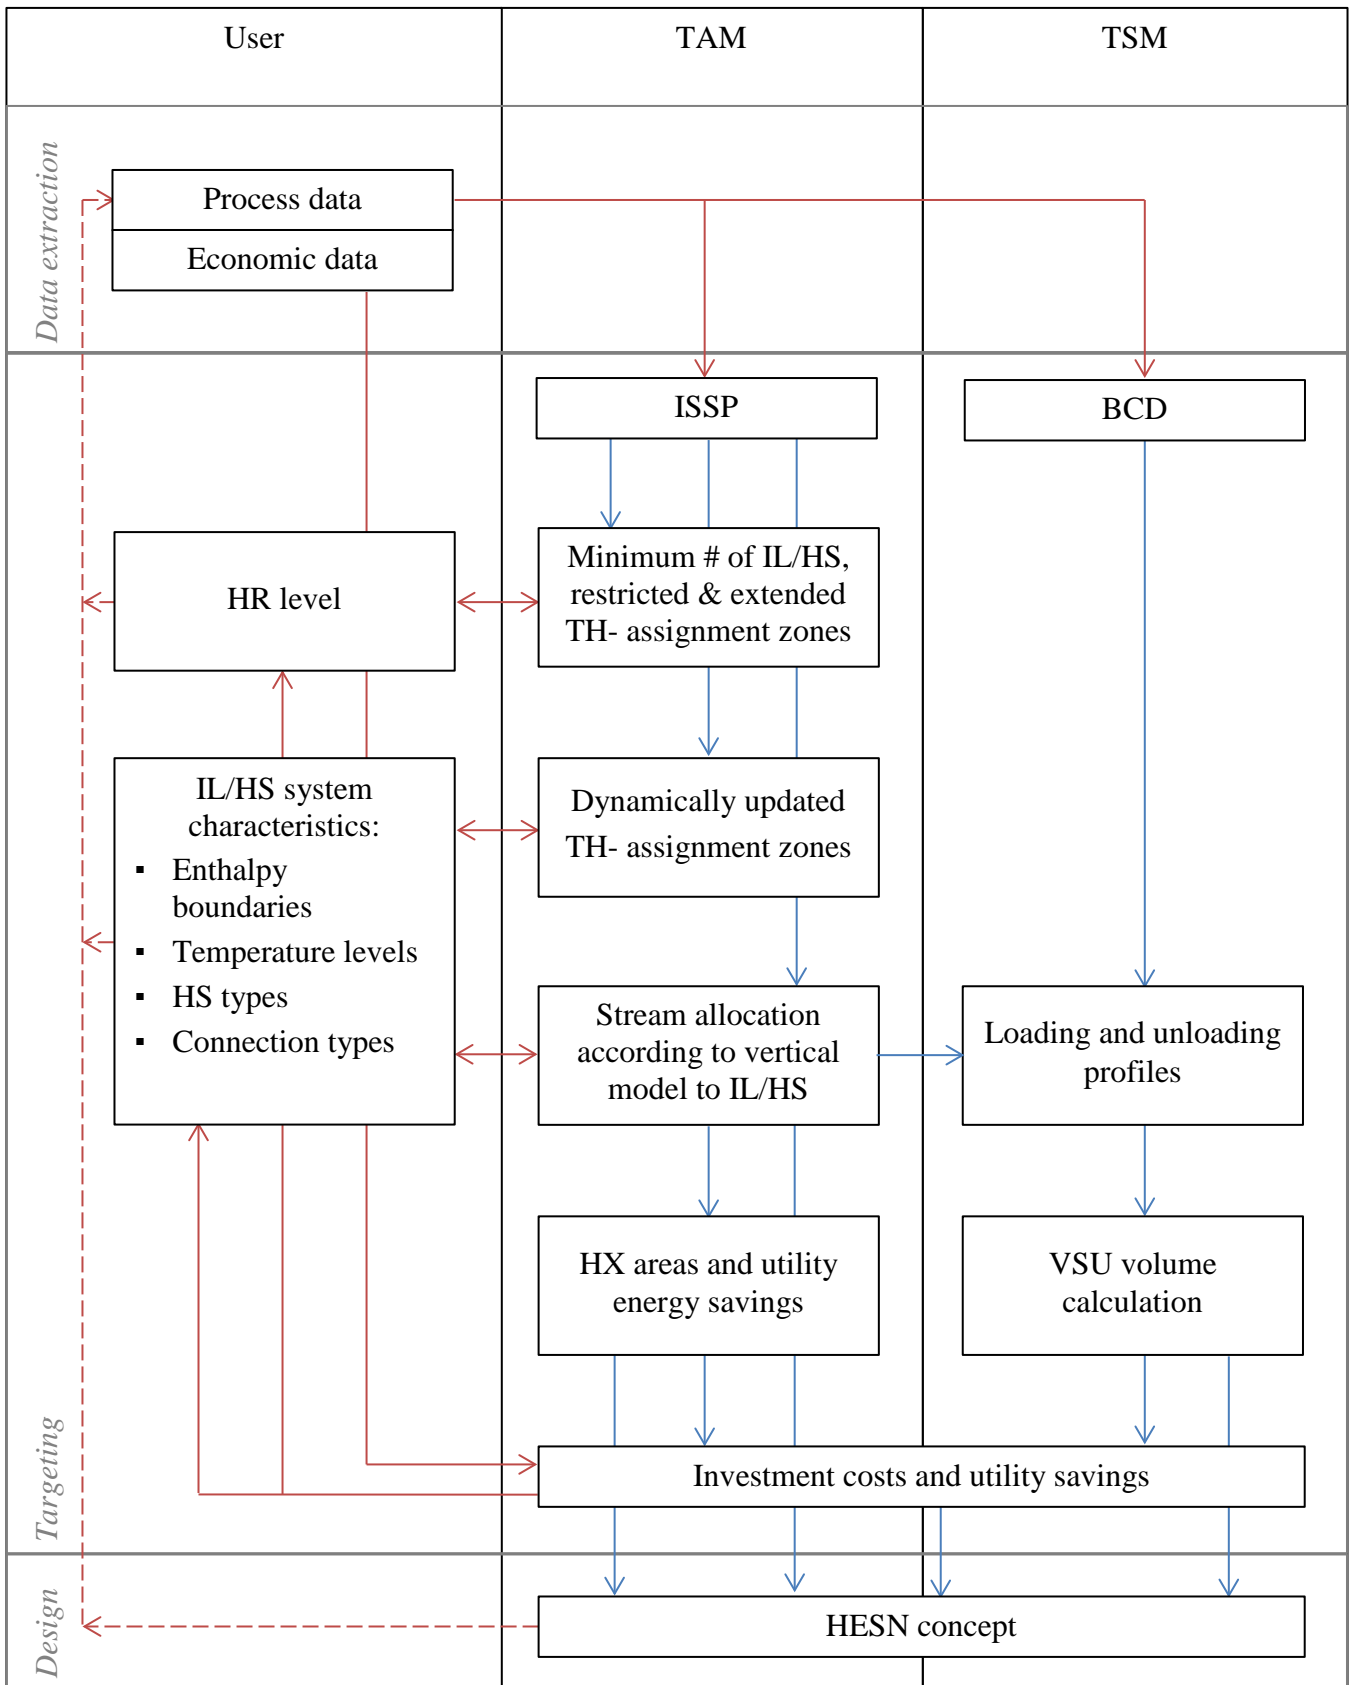 User
TAM
TSM
Data extraction
Process data
Economic data
ISSP
BCD
HR level
Minimum # of IL/HS,
restricted & extended
TH- assignment zones
IL/HS system
characteristics:
▪ Enthalpy
boundaries
▪ Temperature levels
▪ HS types
▪ Connection types
Dynamically updated
TH- assignment zones
Stream allocation
according to vertical
model to IL/HS
Loading and unloading
profiles
HX areas and utility
energy savings
VSU volume
calculation
Targeting
Investment costs and utility savings
Design
HESN concept